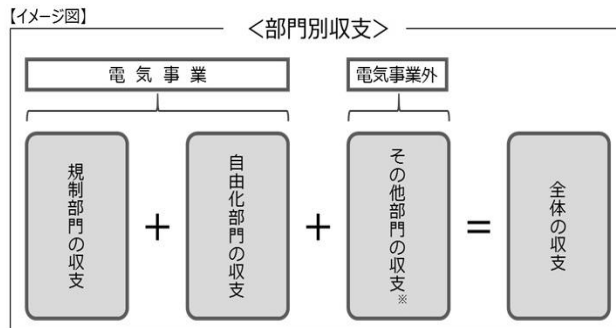 【イメージ図】
＜部門別収支＞
電気事業
電気事業外
規制部門の収支
+
自由化部門の収支
+
その他部門の収支※
=
全体の収支